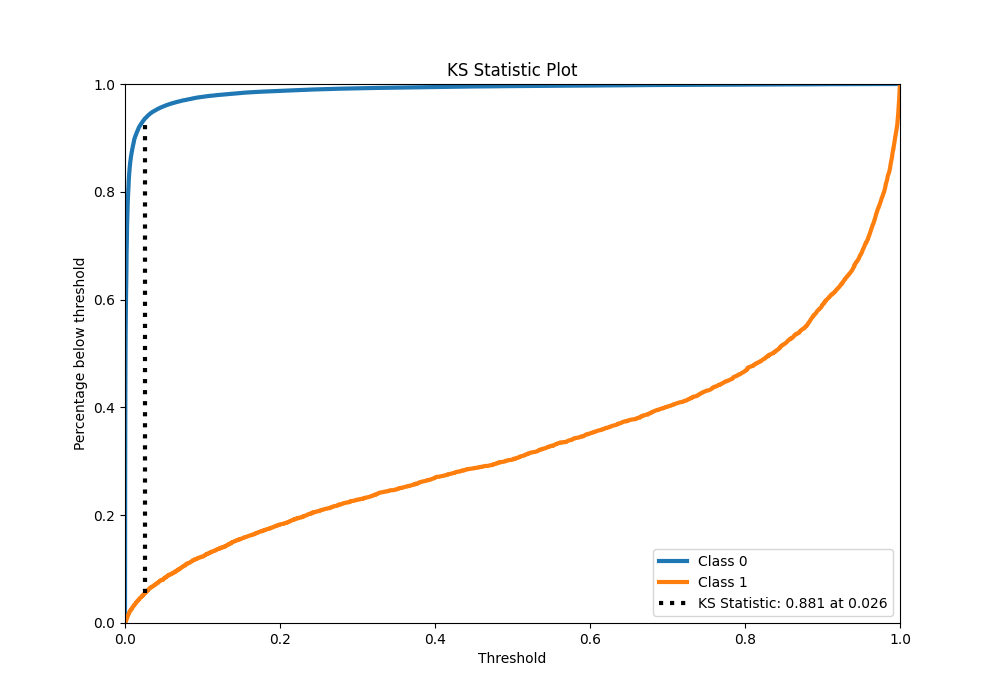 KS Statistic Plot
1.0
0.8
0.6
0.4
0.2
0.0
Percentage below threshold
0.0 0.2 0.4 0.6 0.8 1.0
Threshold
Class 0
Class 1
KS Statistic: 0.881 at 0.026